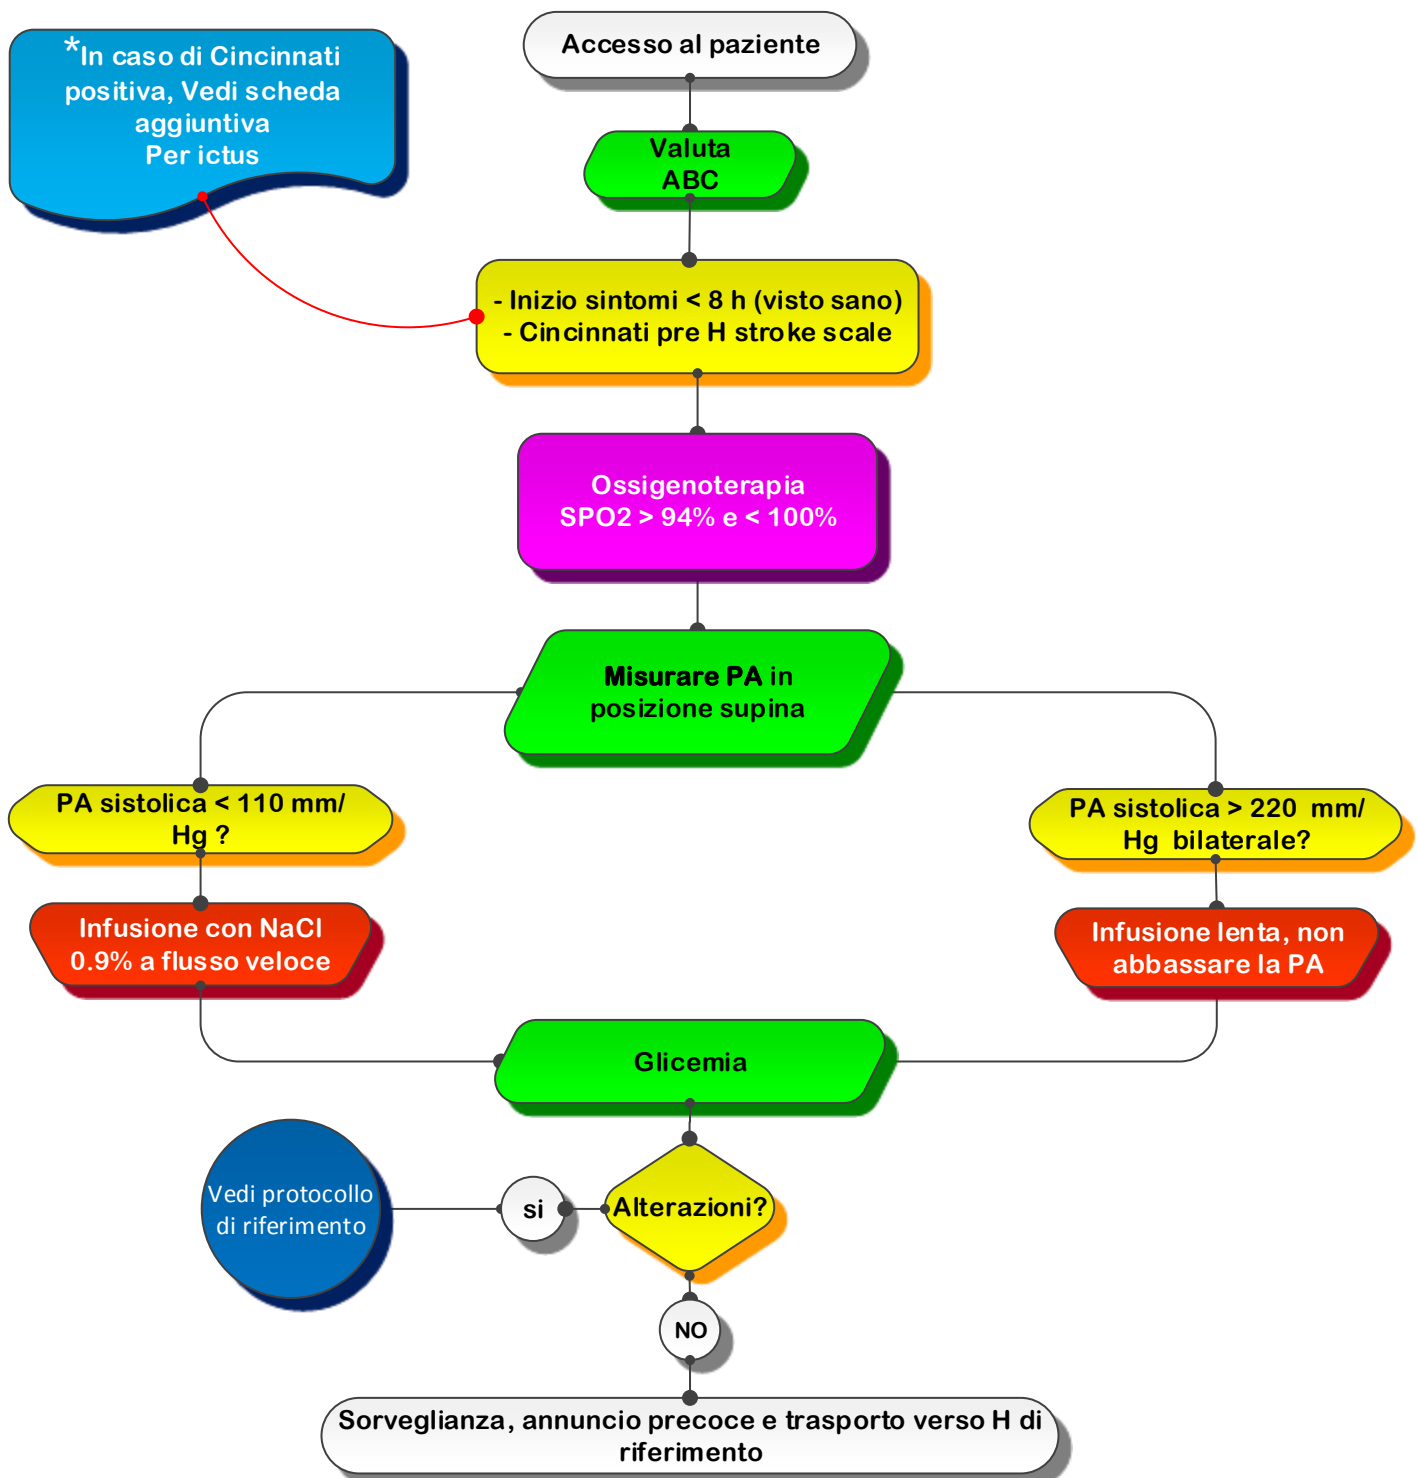 *In caso di Cincinnati
positiva, Vedi scheda
aggiuntiva
Per ictus
Accesso al paziente
Valuta
ABC
- Inizio sintomi < 8 h (visto sano)
- Cincinnati pre H stroke scale
Ossigenoterapia
SPO2 > 94% e < 100%
Misurare PA in
posizione supina
PA sistolica < 110 mm/
Hg ?
PA sistolica > 220 mm/
Hg bilaterale?
Infusione con NaCl
0.9% a flusso veloce
Infusione lenta, non
abbassare la PA
Glicemia
Alterazioni?
si
Vedi protocollo
di riferimento
NO
Sorveglianza, annuncio precoce e trasporto verso H di
riferimento